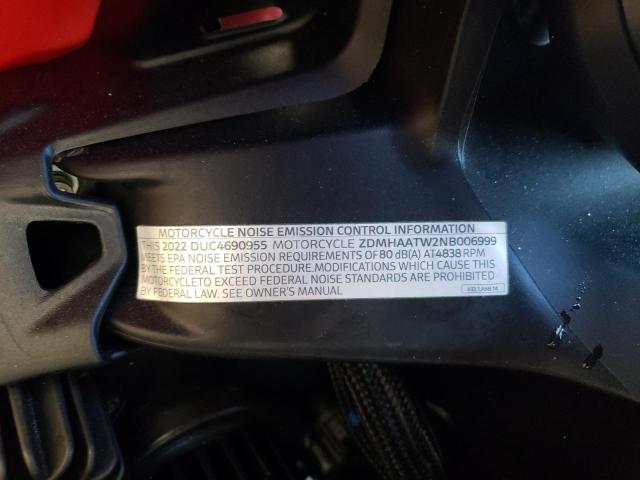 MOTORCYCLE NOISE EMISSION CONTROL INFORMATION
THIS 2022 DUC4690955 MOTORCYCLE ZDMHAATW2NB006999
MEETS EPA NOISE EMISSION REQUIREMENTS OF 80 dB(A) AT 4838 RPM
BY THE FEDERAL TEST PROCEDURE.MODIFICATIONS WHICH CAUSE THIS
MOTORCYCLETO EXCEED FEDERAL NOISE STANDARDS ARE PROHIBITED
BY FEDERAL LAW. SEE OWNER'S MANUAL